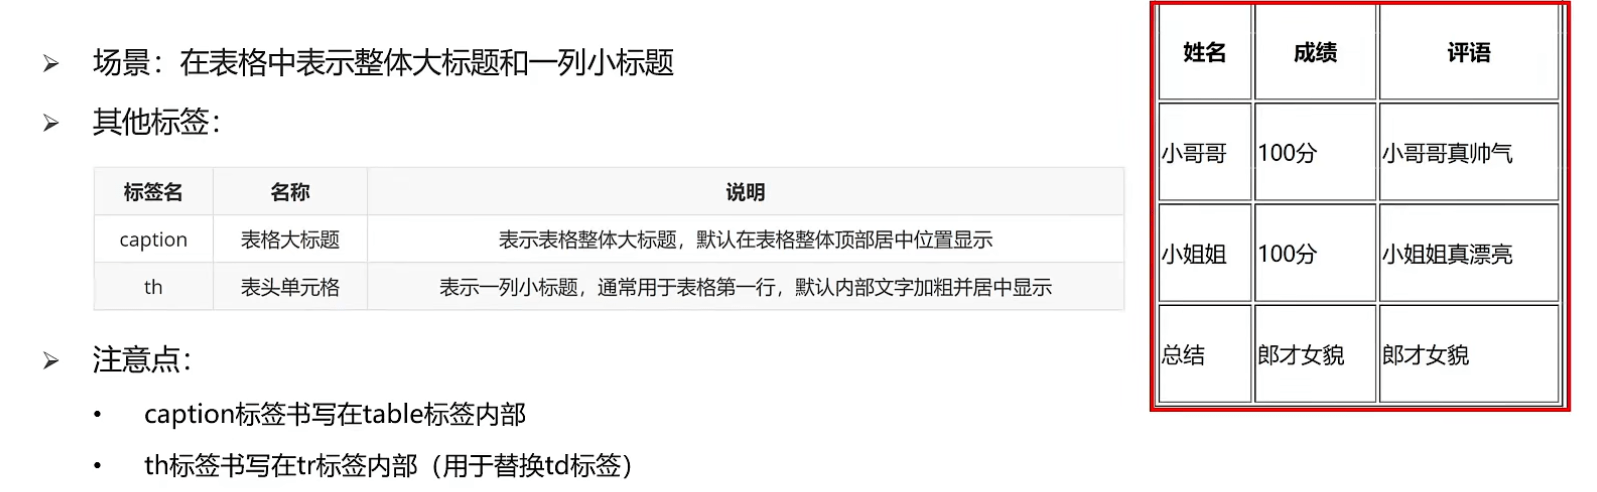 场景：在表格中表示整体大标题和一列小标题
其他标签：
标签名 名称 说明
caption 表格大标题 表示表格整体大标题，默认在表格整体顶部居中位置显示
th 表头单元格 表示一列小标题，通常用于表格第一行，默认内部文字加粗并居中显示
注意点：
caption标签书写在table标签内部
th标签书写在tr标签内部（用于替换td标签）
姓名 成绩 评语
小哥哥 100分 小哥哥真帅气
小姐姐 100分 小姐姐真漂亮
总结 郎才女貌 郎才女貌